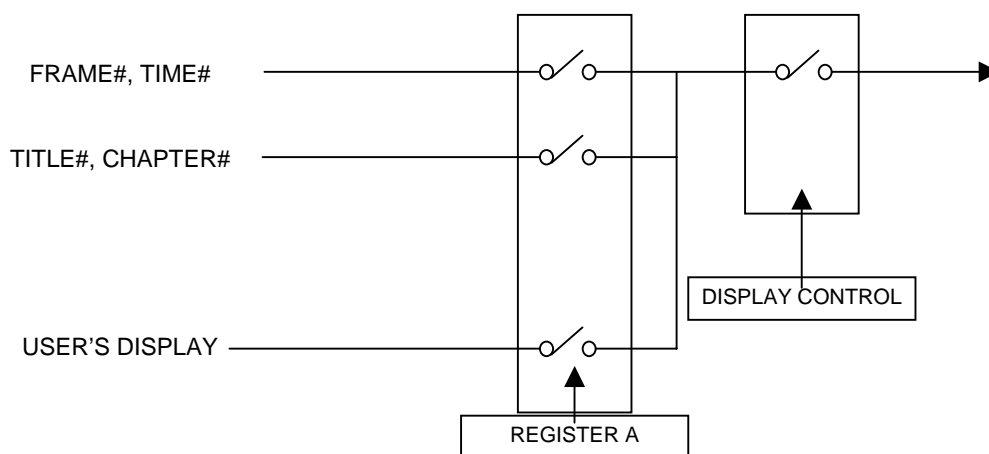 FRAME#, TIME#
TITLE#, CHAPTER#
DISPLAY CONTROL
USER'S DISPLAY
REGISTER A